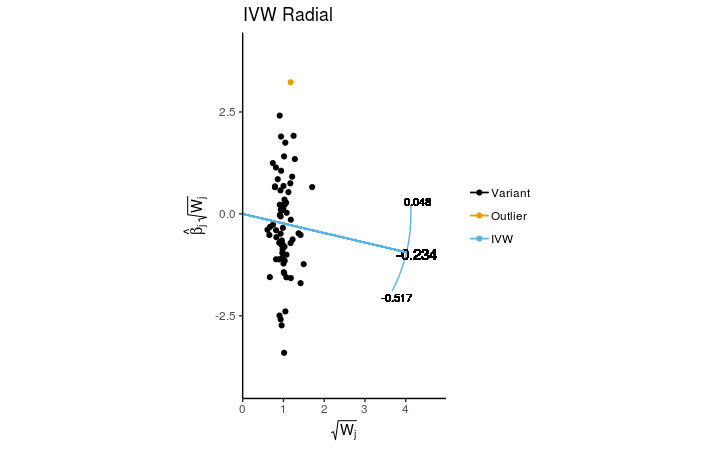 IVW Radial
β̂j√Wj
2.5
0.0
-2.5
0 1 2 3 4
√Wj
0.048
-0.234
-0.517
Variant
Outlier
IVW